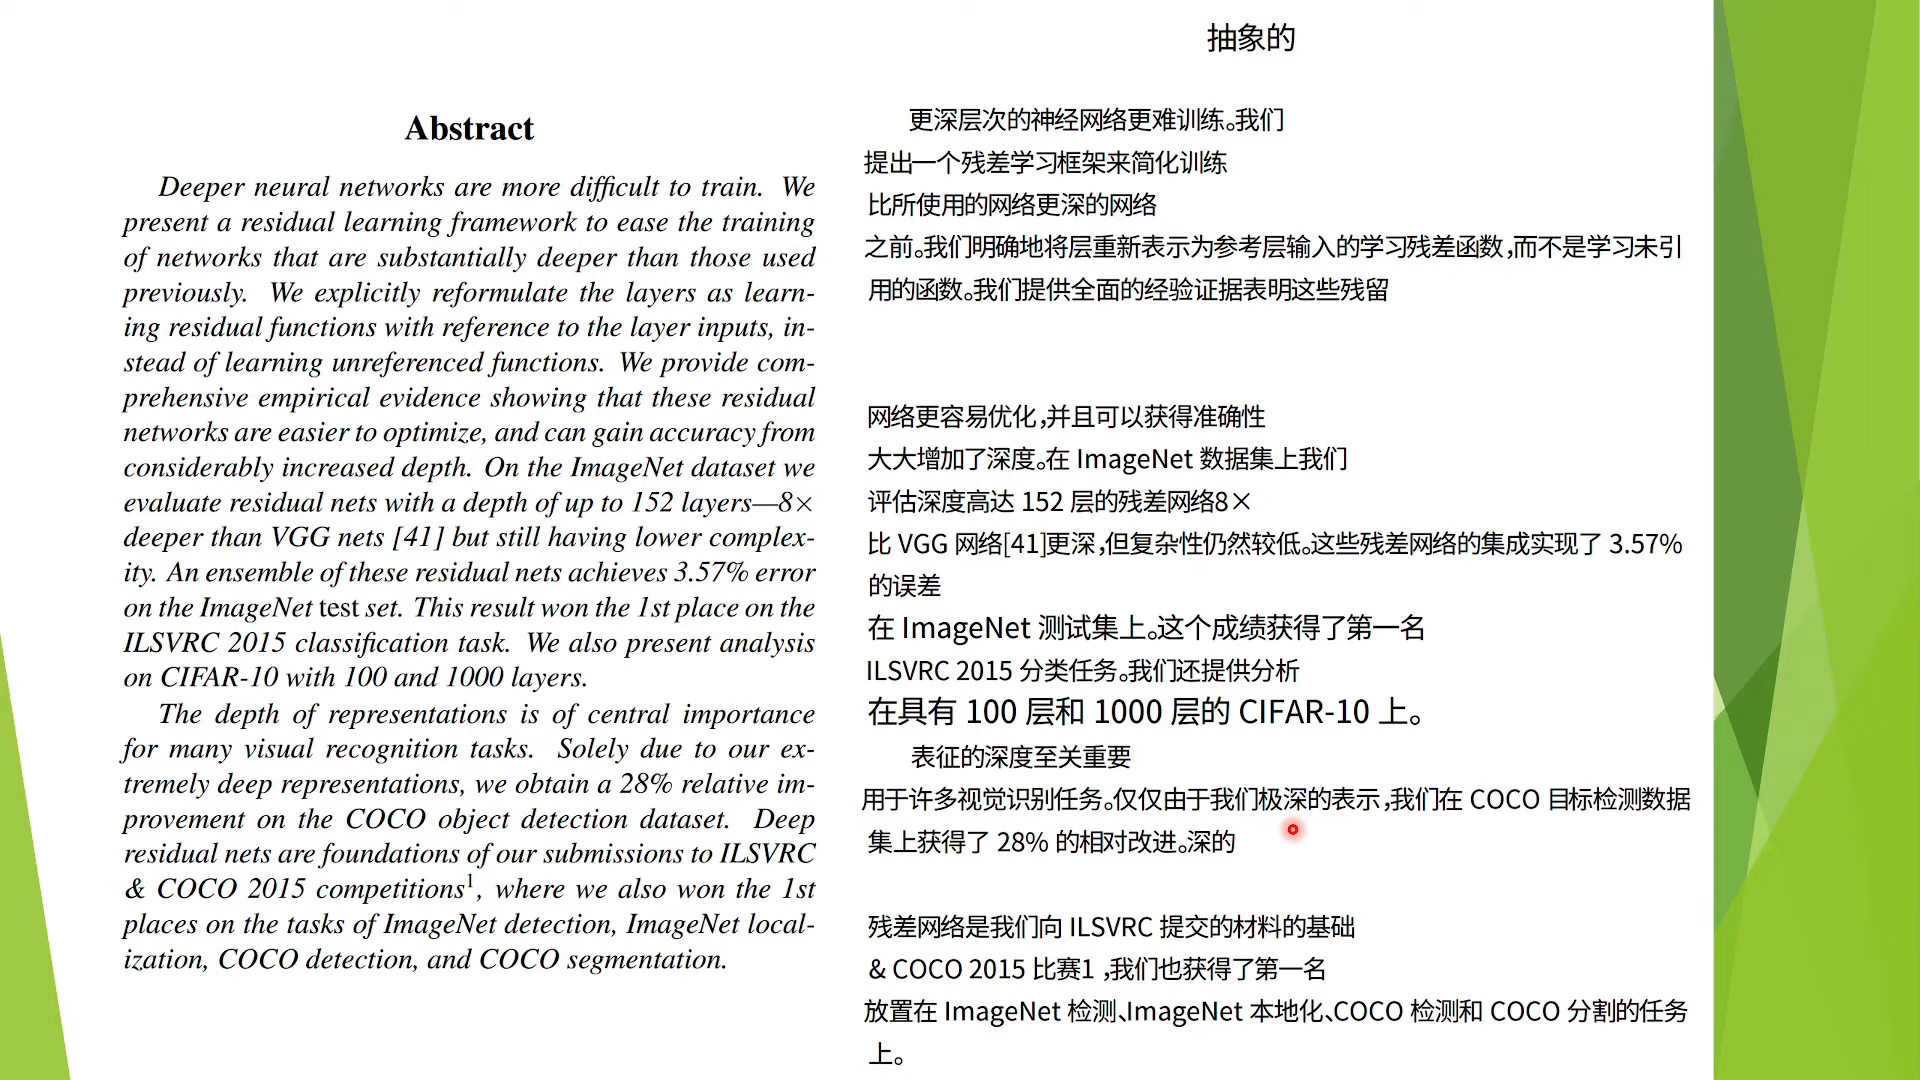 Abstract
Deeper neural networks are more difficult to train. We
present a residual learning framework to ease the training
of networks that are substantially deeper than those used
previously. We explicitly reformulate the layers as learn-
ing residual functions with reference to the layer inputs, in-
stead of learning unreferenced functions. We provide com-
prehensive empirical evidence showing that these residual
networks are easier to optimize, and can gain accuracy from
considerably increased depth. On the ImageNet dataset we
evaluate residual nets with a depth of up to 152 layers—8×
deeper than VGG nets [41] but still having lower complex-
ity. An ensemble of these residual nets achieves 3.57% error
on the ImageNet test set. This result won the 1st place on the
ILSVRC 2015 classification task. We also present analysis
on CIFAR-10 with 100 and 1000 layers.
The depth of representations is of central importance
for many visual recognition tasks. Solely due to our ex-
tremely deep representations, we obtain a 28% relative im-
provement on the COCO object detection dataset. Deep
residual nets are foundations of our submissions to ILSVRC
& COCO 2015 competitions1, where we also won the 1st
places on the tasks of ImageNet detection, ImageNet local-
ization, COCO detection, and COCO segmentation.
抽象的
更深层次的神经网络更难训练。我们
提出一个残差学习框架来简化训练
比所使用的网络更深的网络
之前。我们明确地将层重新表示为参考层输入的学习残差函数,而不是学习未引
用的函数。我们提供全面的经验证据表明这些残留
网络更容易优化,并且可以获得准确性
大大增加了深度。在 ImageNet 数据集上我们
评估深度高达 152 层的残差网络8×
比 VGG 网络[41]更深,但复杂性仍然较低。这些残差网络的集成实现了 3.57%
的误差
在 ImageNet 测试集上。这个成绩获得了第一名
ILSVRC 2015 分类任务。我们还提供分析
在具有 100 层和 1000 层的 CIFAR-10 上。
表征的深度至关重要
用于许多视觉识别任务。仅仅由于我们极深的表示,我们在 COCO 目标检测数据
集上获得了 28% 的相对改进。深的
残差网络是我们向 ILSVRC 提交的材料的基础
& COCO 2015 比赛1 ,我们也获得了第一名
放置在 ImageNet 检测、ImageNet 本地化、COCO 检测和 COCO 分割的任务
上。